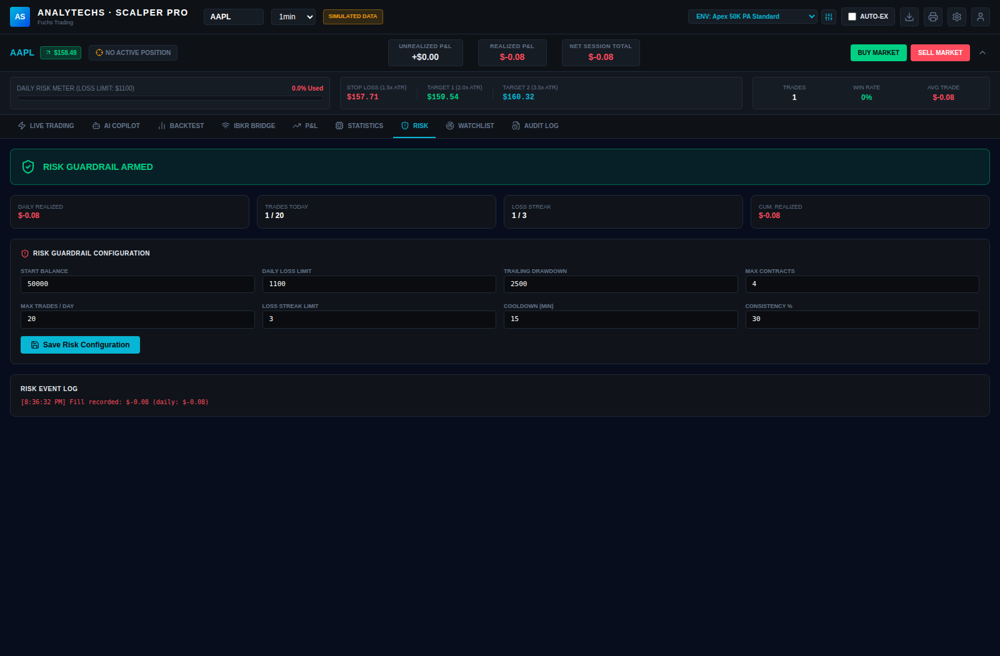 AS
ANALYTECHS · SCALPER PRO
Fuchs Trading
AAPL
1min
SIMULATED DATA
ENV: Apex 50K PA Standard
AUTO-EX
AAPL
$158.49
NO ACTIVE POSITION
UNREALIZED P&L
+$0.00
REALIZED P&L
$-0.08
NET SESSION TOTAL
$-0.08
BUY MARKET
SELL MARKET
DAILY RISK METER (LOSS LIMIT: $1100)
0.0% Used
STOP LOSS (1.5x ATR)
$157.71
TARGET 1 (2.0x ATR)
$159.54
TARGET 2 (3.5x ATR)
$160.32
TRADES
1
WIN RATE
0%
AVG TRADE
$-0.08
LIVE TRADING
AI COPILOT
BACKTEST
IBKR BRIDGE
P&L
STATISTICS
RISK
WATCHLIST
AUDIT LOG
RISK GUARDRAIL ARMED
DAILY REALIZED
$-0.08
TRADES TODAY
1 / 20
LOSS STREAK
1 / 3
CUM. REALIZED
$-0.08
RISK GUARDRAIL CONFIGURATION
START BALANCE
50000
DAILY LOSS LIMIT
1100
TRAILING DRAWDOWN
2500
MAX CONTRACTS
4
MAX TRADES / DAY
20
LOSS STREAK LIMIT
3
COOLDOWN (MIN)
15
CONSISTENCY %
30
Save Risk Configuration
RISK EVENT LOG
[8:36:32 PM] Fill recorded: $-0.08 (daily: $-0.08)